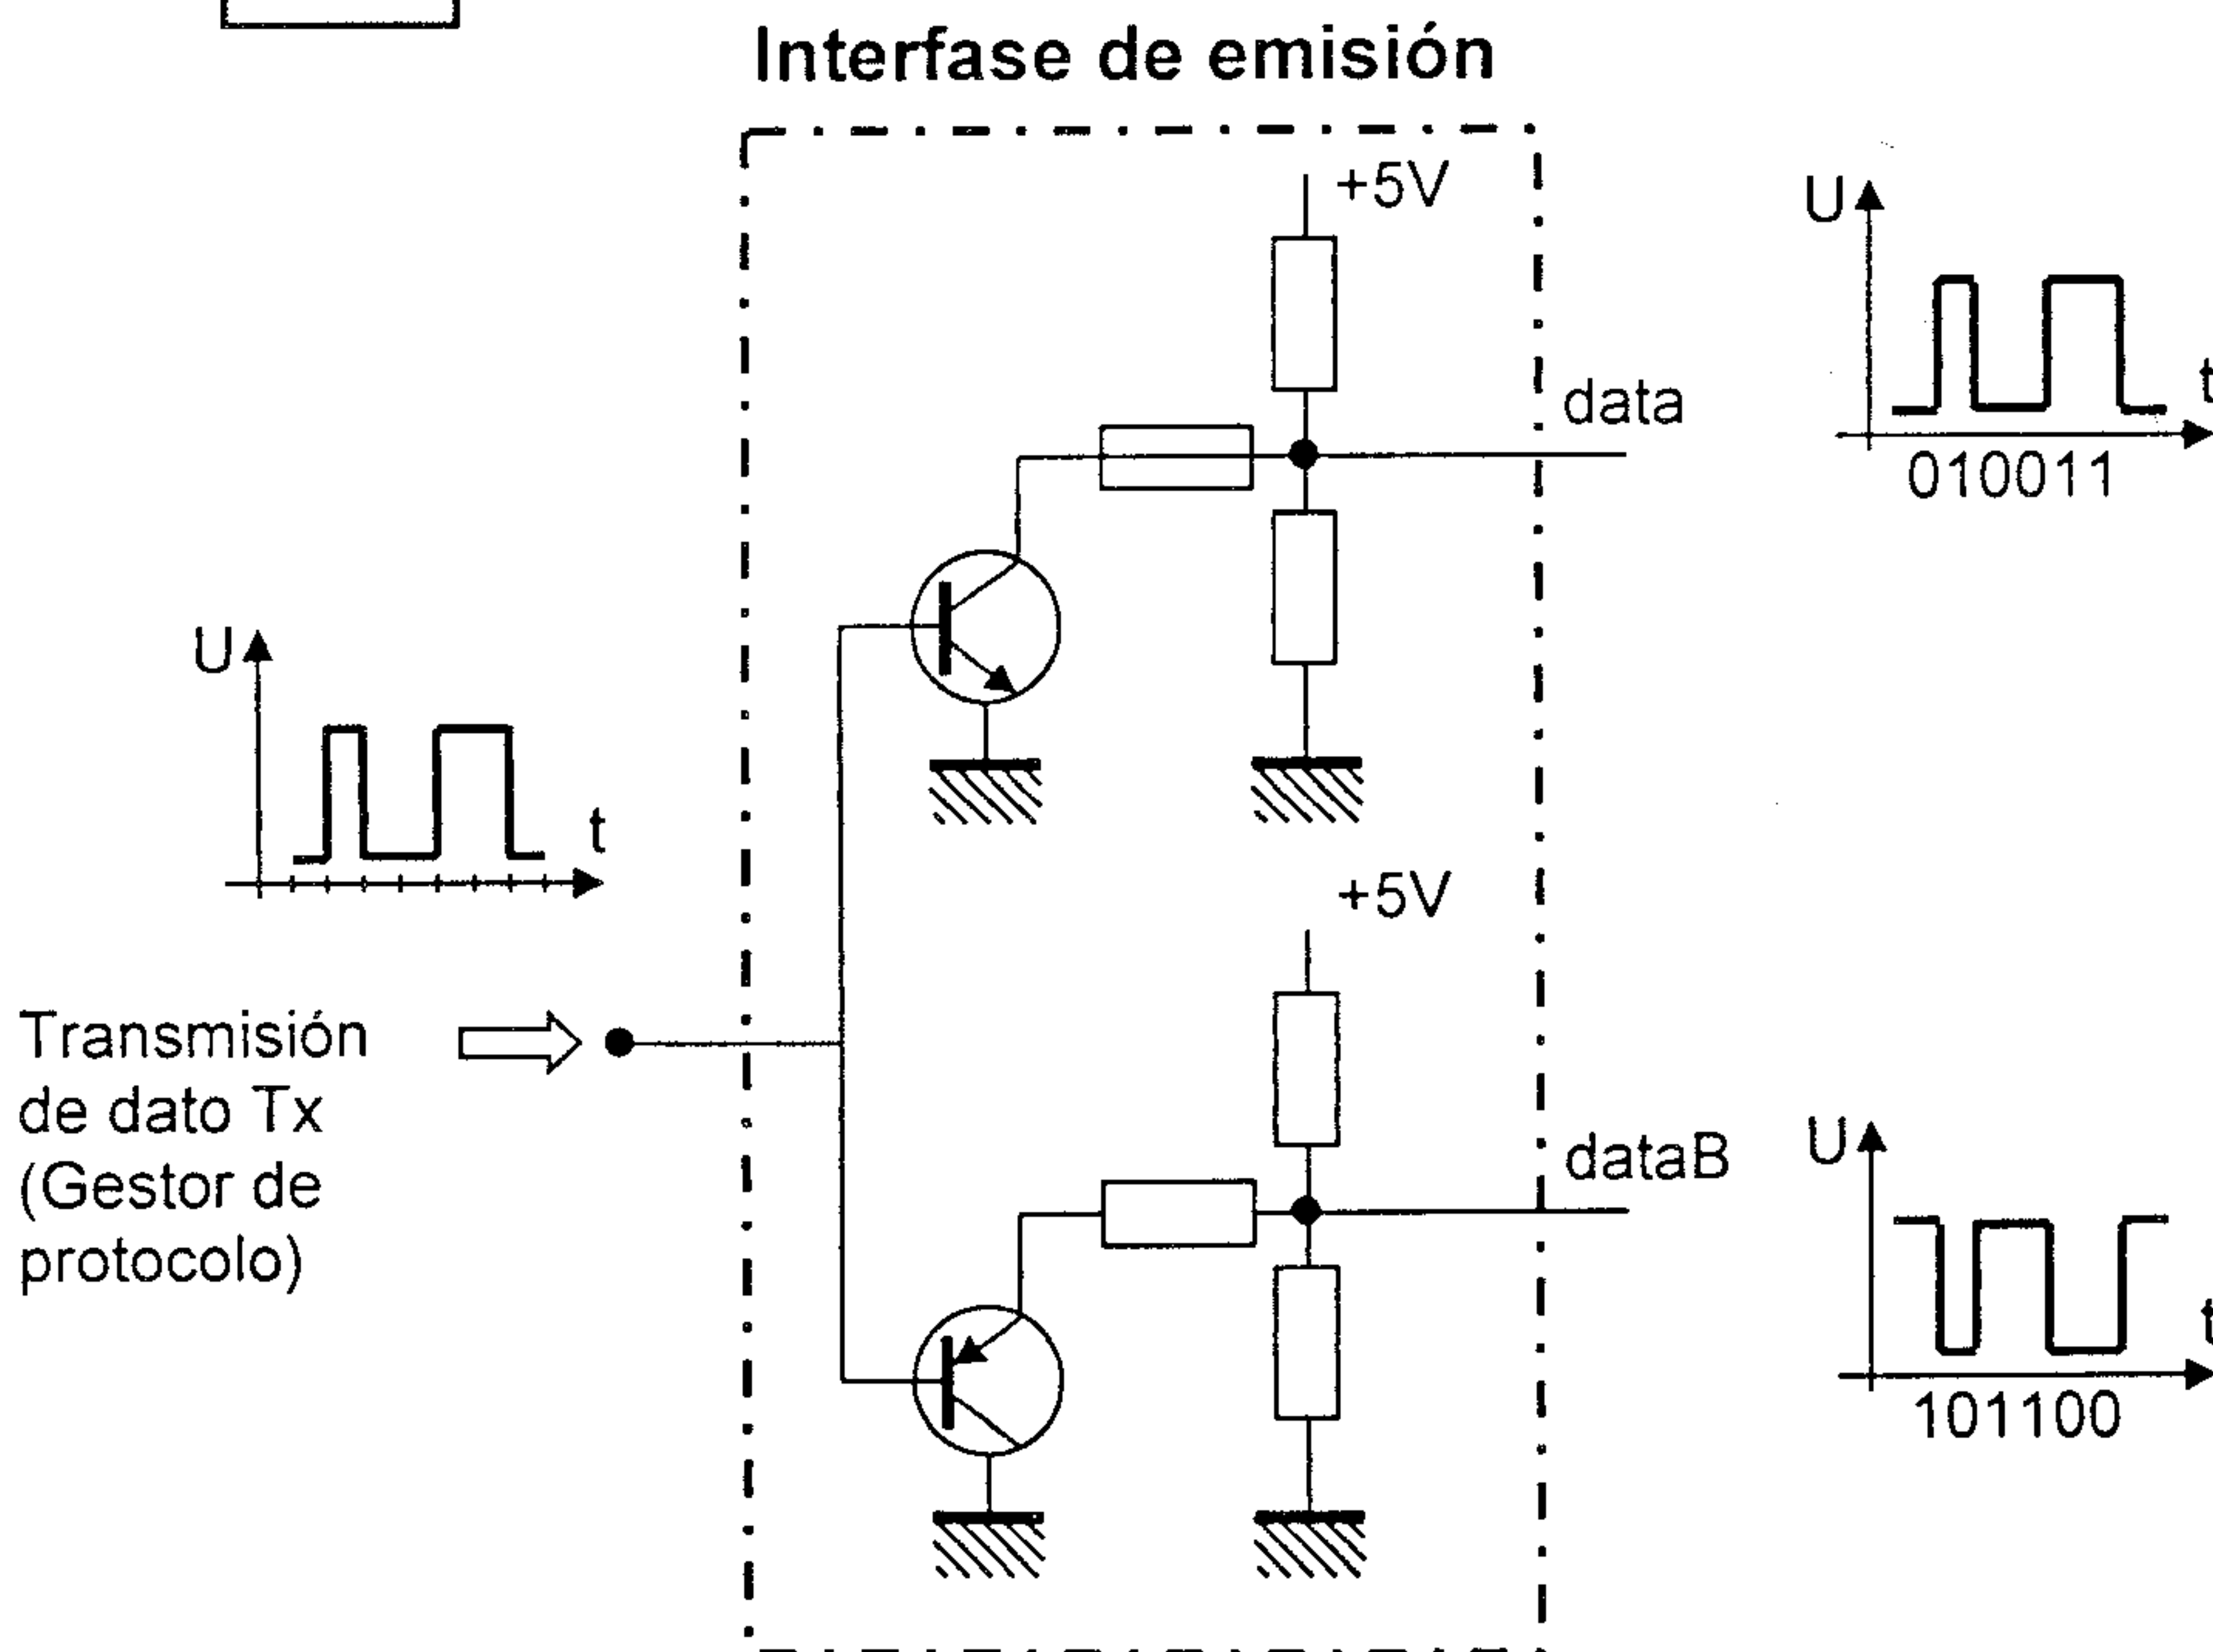 Interfase de emisión
+5V
U
data
t
010011
U
t
+5V
Transmisión
de dato Tx
(Gestor de
protocolo)
dataB
U
t
101100